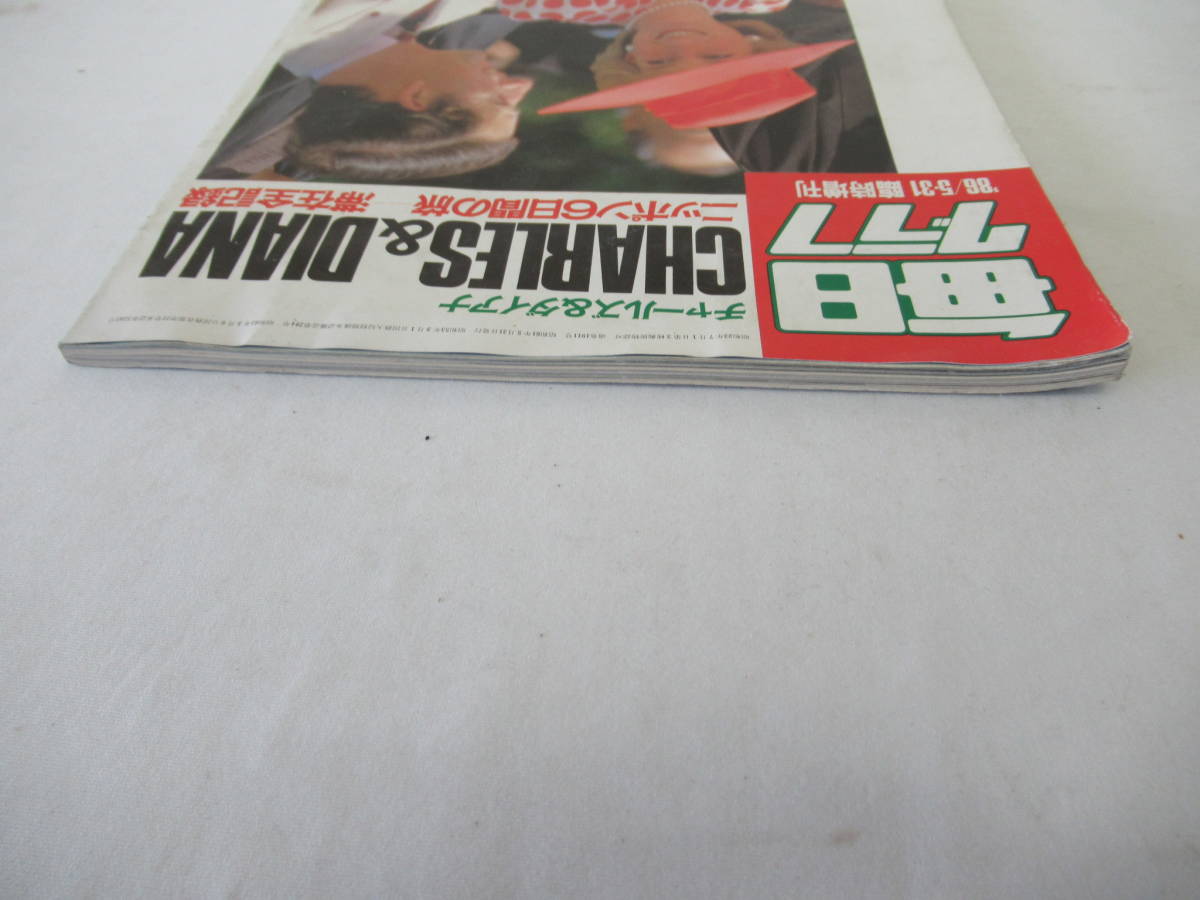 毎日
グラフ
'86/5・31 臨時増刊
チャールズ&ダイアナ
CHARLES&DIANA
ニッポン6日間の旅 滞在全記録